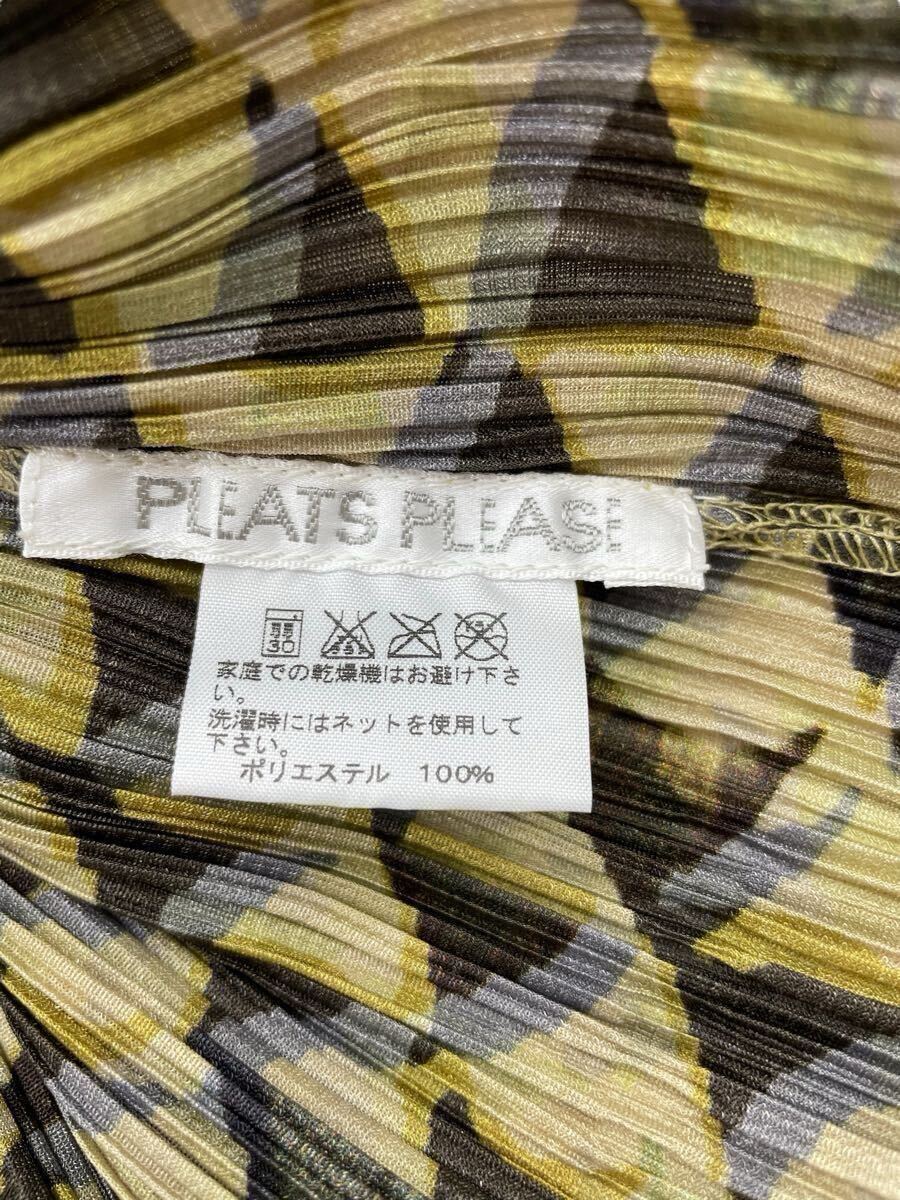 PLEATS PLEASE
弱 30
家庭での乾燥機はお避け下さ
い。
洗濯時にはネットを使用して
下さい。
ポリエステル 100%